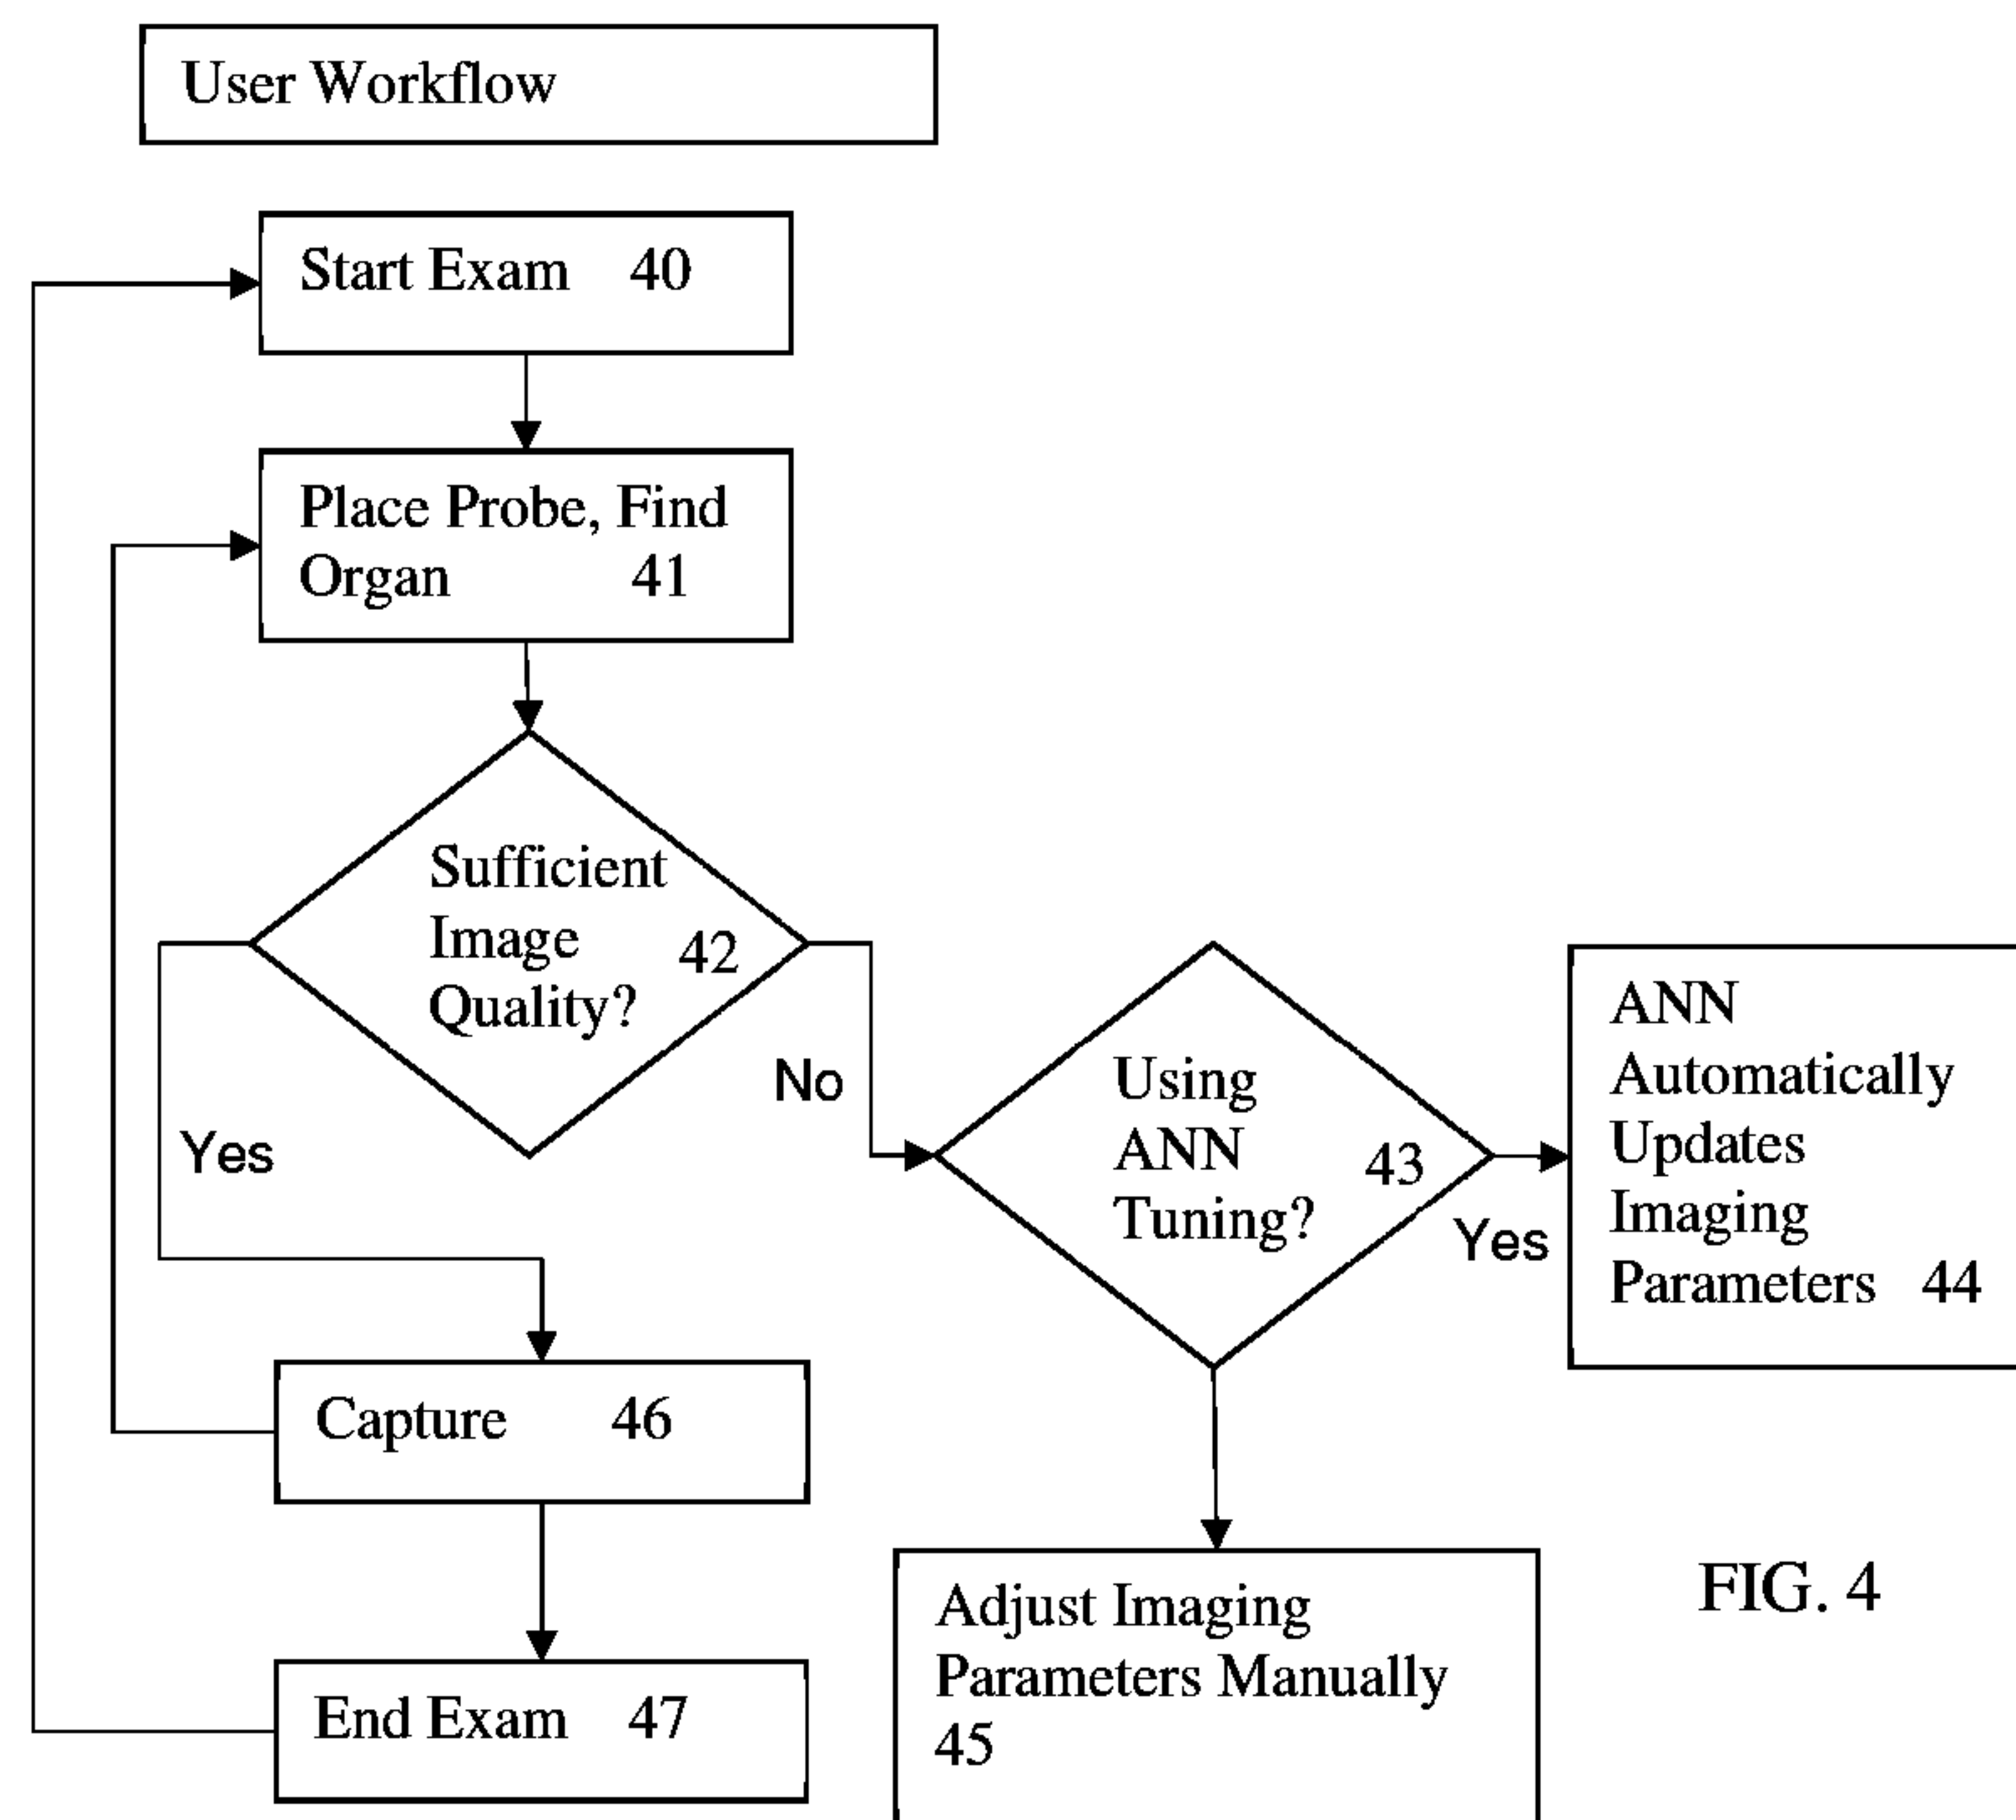 User Workflow
Start Exam 40
Place Probe, Find
Organ 41
Sufficient
Image
Quality?
42
No
Yes
Using
ANN
Tuning?
43
Yes
ANN
Automatically
Updates
Imaging
Parameters 44
Capture 46
Adjust Imaging
Parameters Manually
45
End Exam 47
FIG. 4